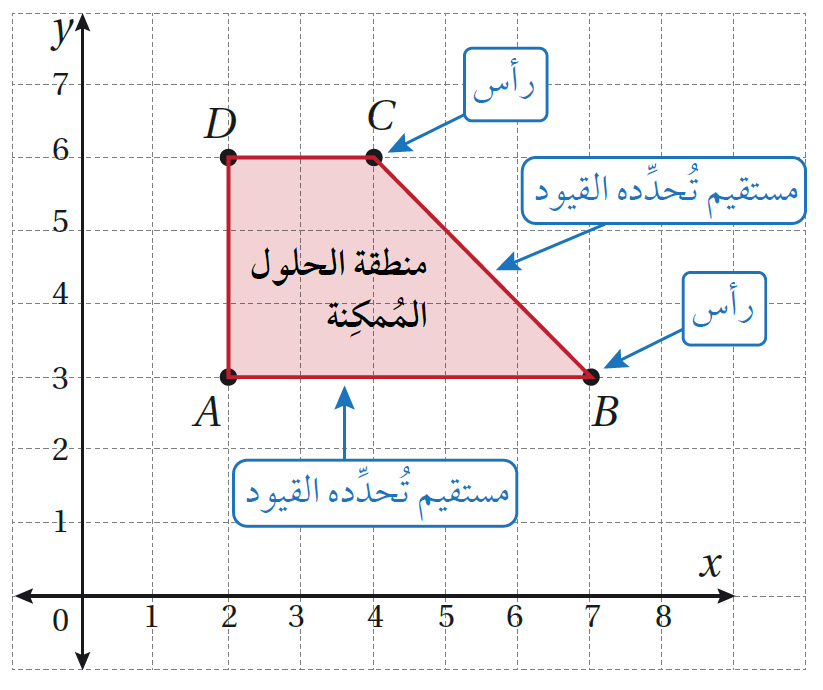 y
7
رأس
D
C
6
مستقيم تُحدِّده القيود
5
منطقة الحلول
المُمكِنة
4
رأس
3
A
B
2
مستقيم تُحدِّده القيود
1
x
0 1 2 3 4 5 6 7 8